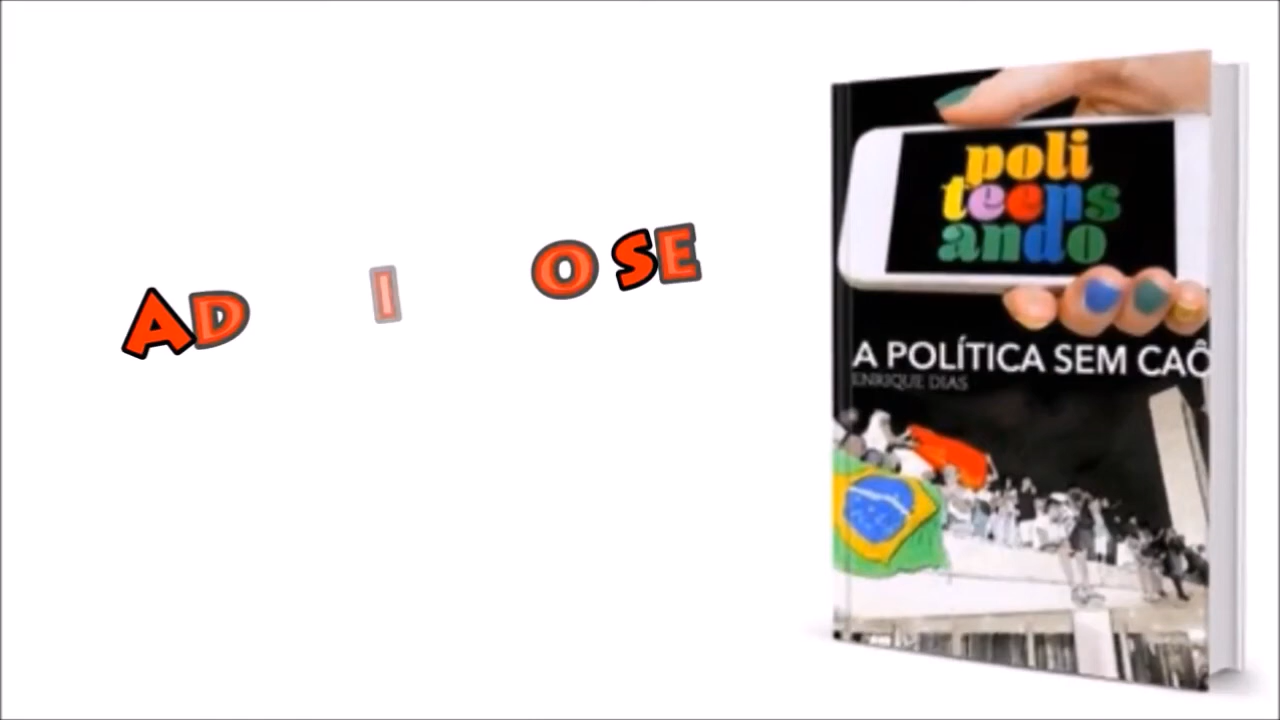 AD I O SE
poli
teens
ando
A POLÍTICA SEM CAÔ
ENRIQUE DIAS